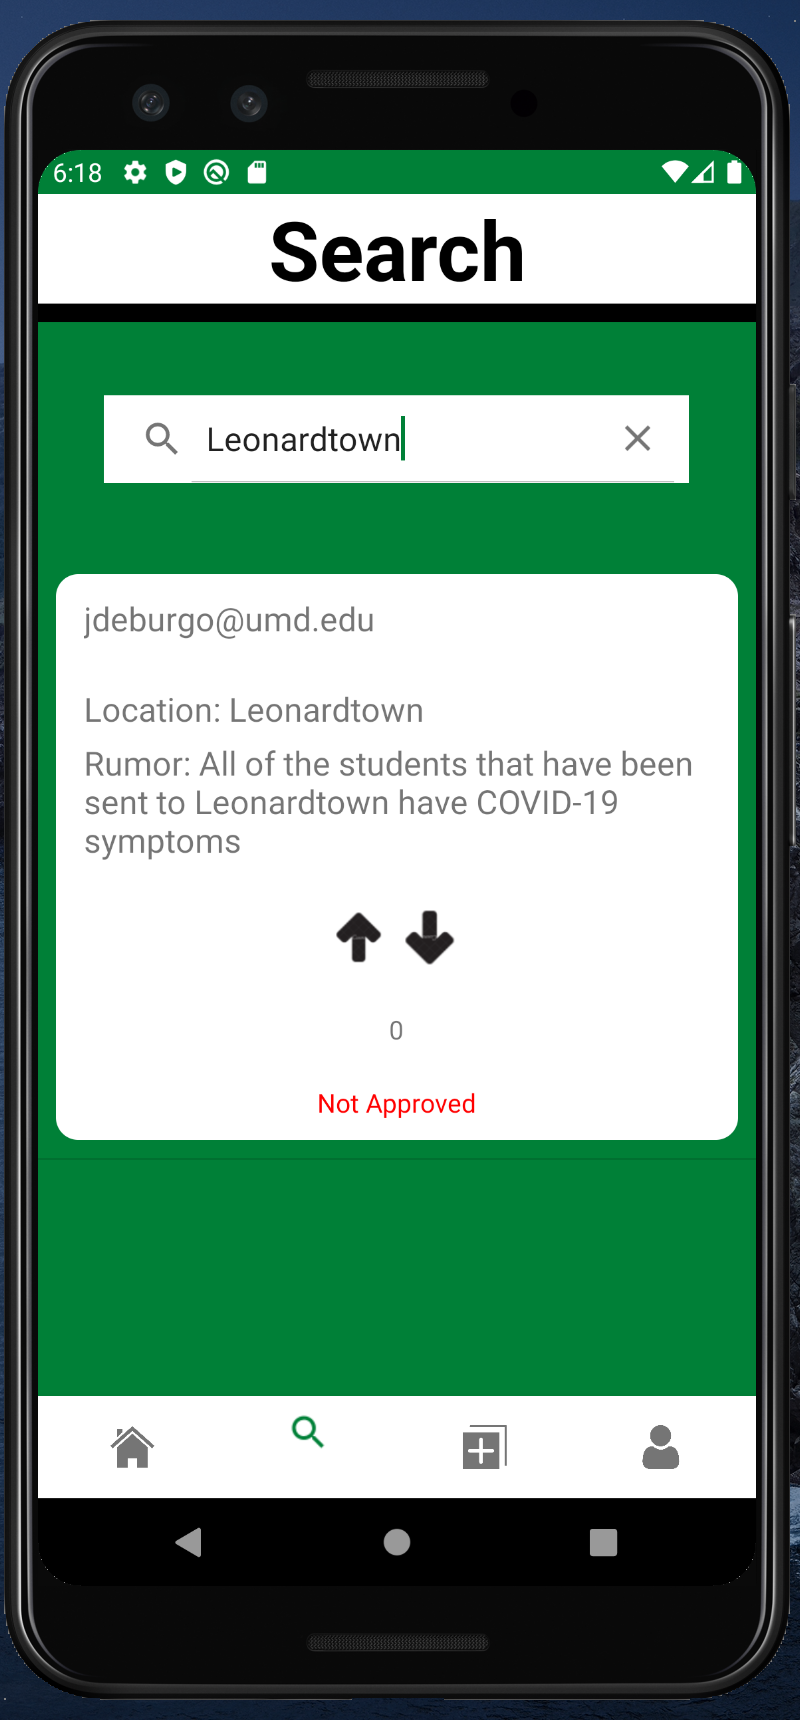 6:18
Search
Leonardtown
jdeburgo@umd.edu
Location: Leonardtown
Rumor: All of the students that have been
sent to Leonardtown have COVID-19
symptoms
0
Not Approved